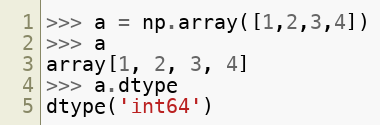 1 >>> a = np.array([1,2,3,4])
2 >>> a
3 array[1, 2, 3, 4]
4 >>> a.dtype
5 dtype('int64')